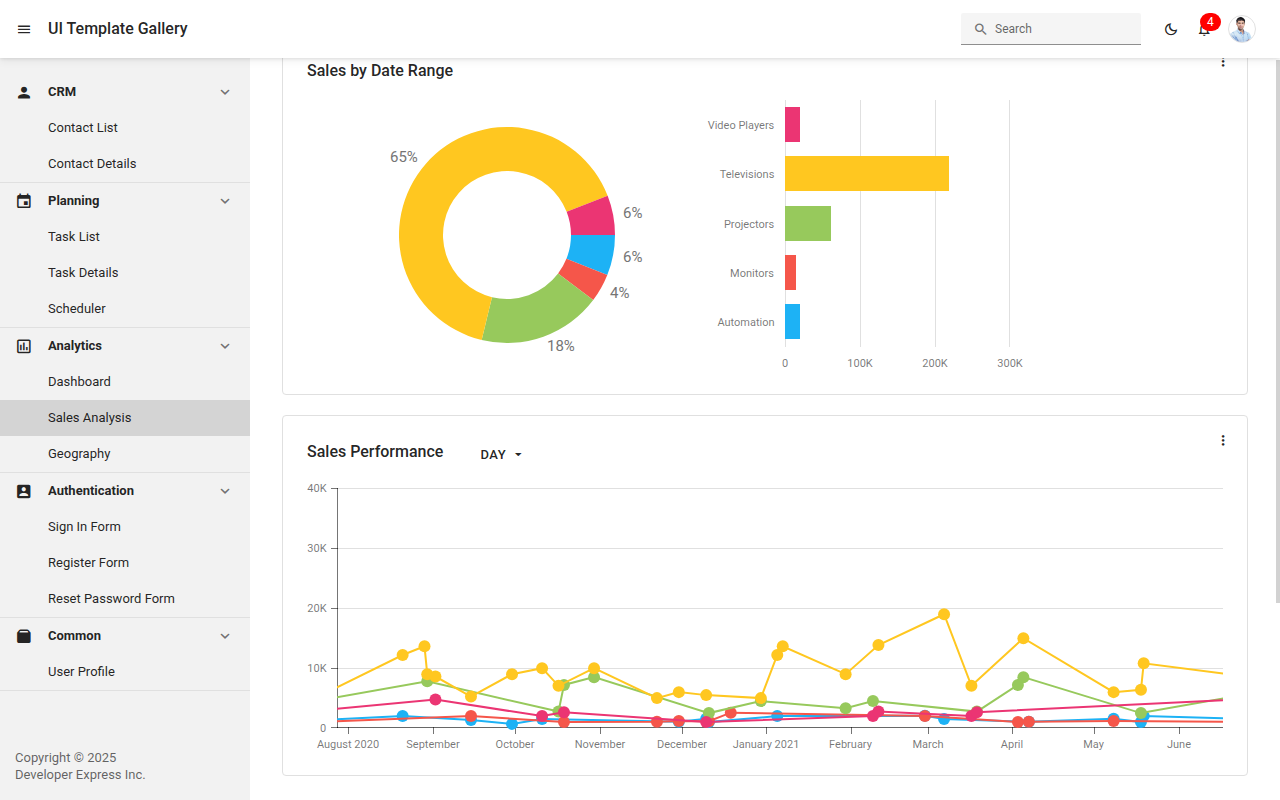 UI Template Gallery
Search
4
CRM
Contact List
Contact Details
Planning
Task List
Task Details
Scheduler
Analytics
Dashboard
Sales Analysis
Geography
Authentication
Sign In Form
Register Form
Reset Password Form
Common
User Profile
Copyright © 2025
Developer Express Inc.
Sales by Date Range
65%
6%
6%
4%
18%
Video Players
Televisions
Projectors
Monitors
Automation
0 100K 200K 300K
Sales Performance DAY
40K
30K
20K
10K
0
August 2020 September October November December January 2021 February March April May June